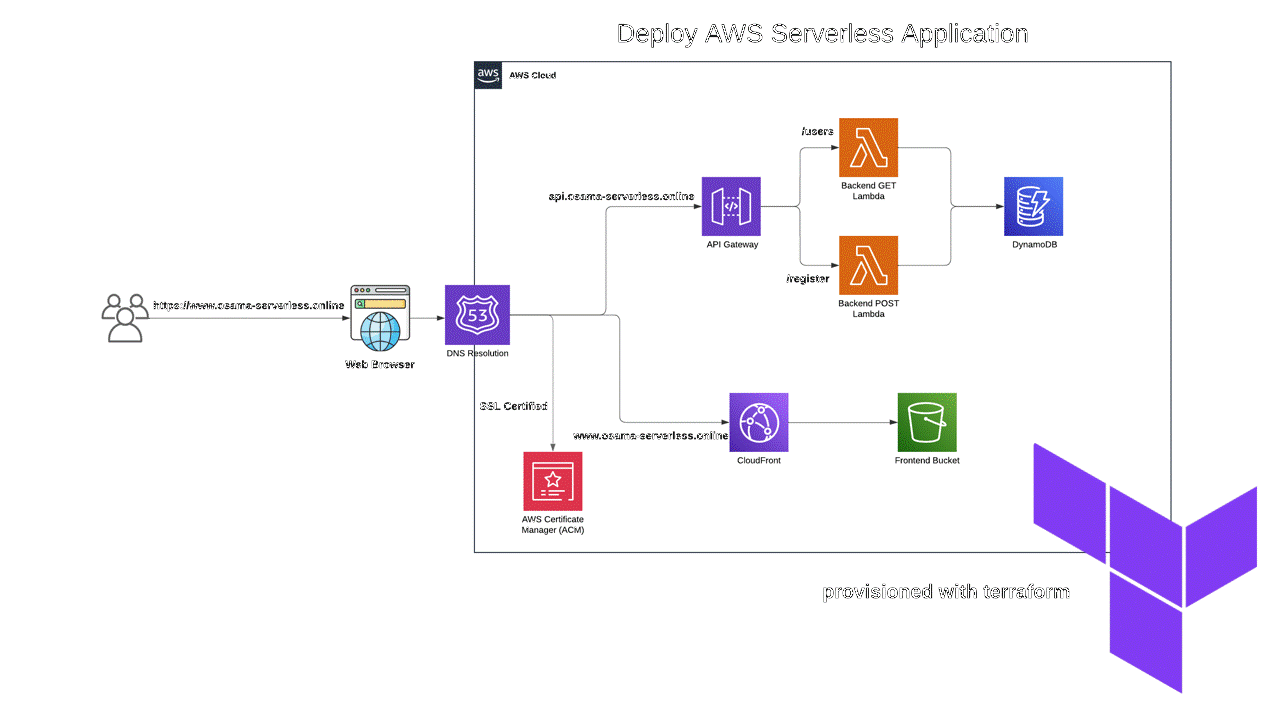 Deploy AWS Serverless Application
aws
AWS Cloud
/users
Backend GET
Lambda
api.osama-serverless.online
API Gateway
DynamoDB
/register
Backend POST
Lambda
https://www.osama-serverless.online
53
Web Browser
DNS Resolution
SSL Certified
www.osama-serverless.online
CloudFront
Frontend Bucket
AWS Certificate
Manager (ACM)
provisioned with terraform